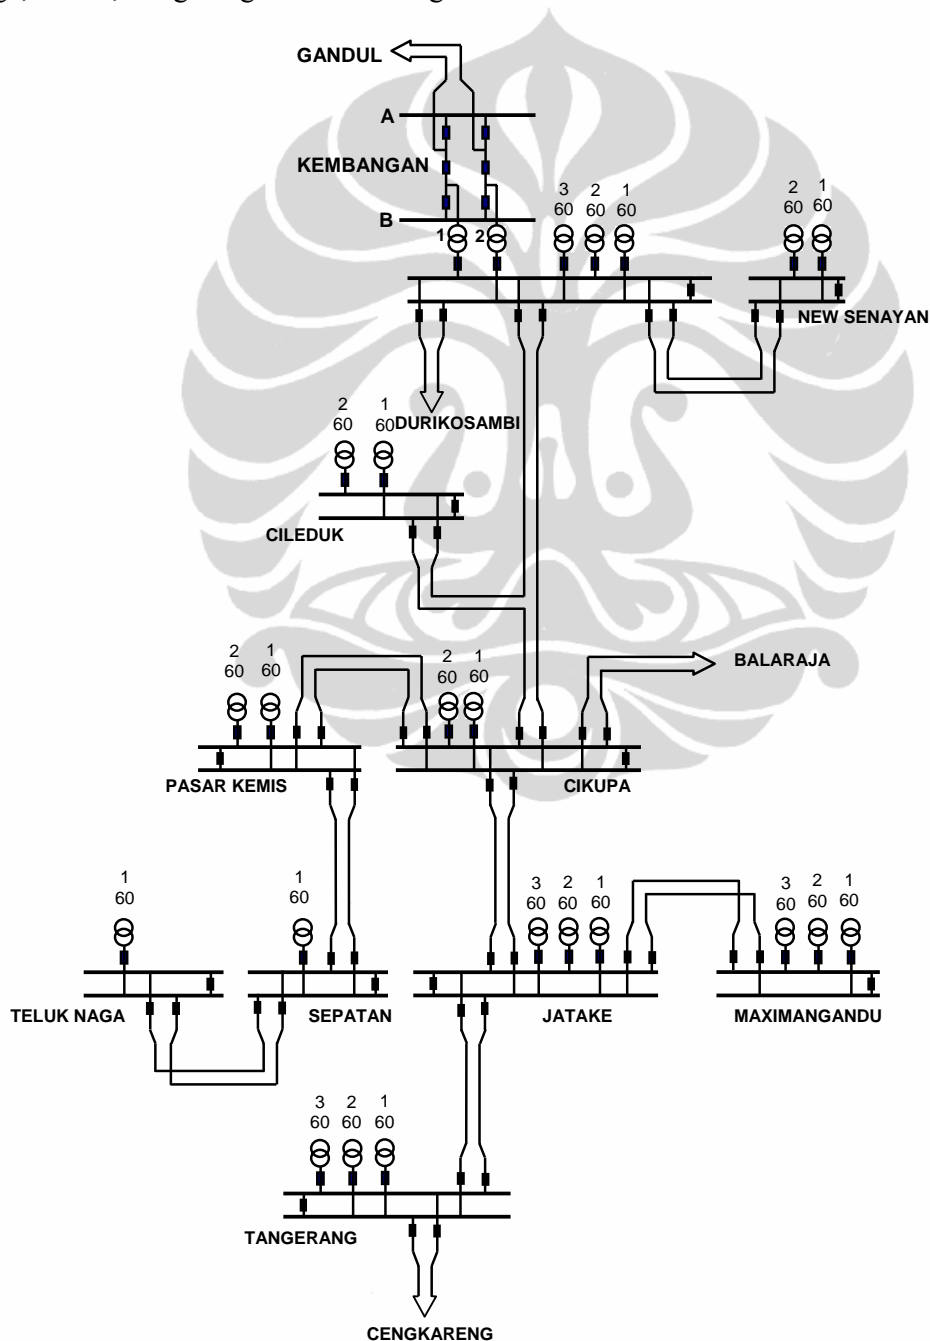 GANDUL
A
KEMBANGAN
B
1
2
3
60
2
60
1
60
2
60
1
60
NEW SENAYAN
DURIKOSAMBI
2
60
1
60
CILEDUK
BALARAJA
2
60
1
60
2
60
1
60
PASAR KEMIS
CIKUPA
1
60
1
60
3
60
2
60
1
60
3
60
2
60
1
60
TELUK NAGA
SEPATAN
JATAKE
MAXIMANGANDU
3
60
2
60
1
60
TANGERANG
CENGKARENG